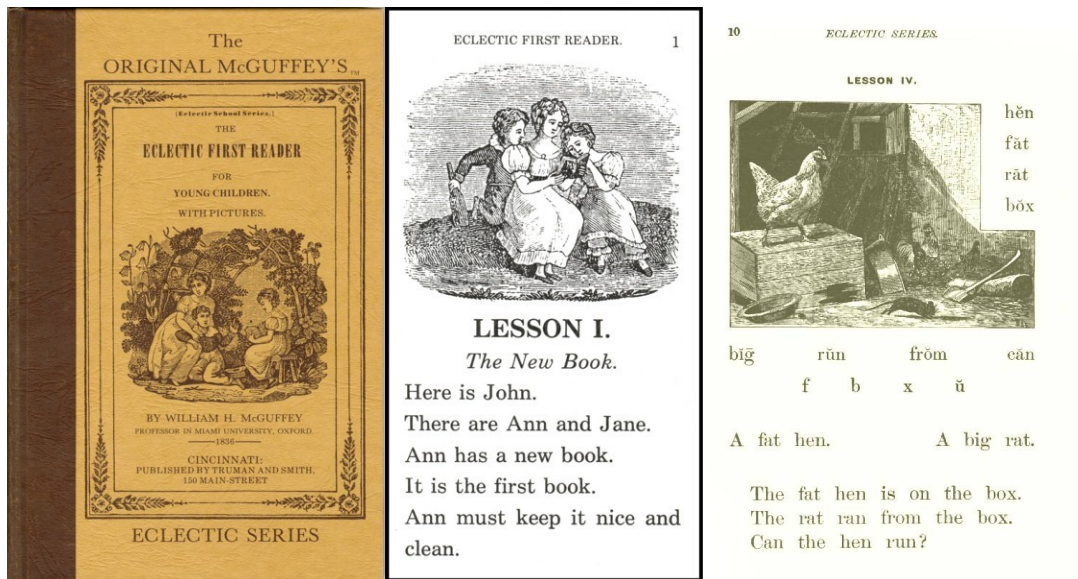 The
ORIGINAL McGUFFEY'S™
[Eclectic School Series.]
THE
ECLECTIC FIRST READER
FOR
YOUNG CHILDREN.
WITH PICTURES.
BY WILLIAM H. McGUFFEY
PROFESSOR IN MIAMI UNIVERSITY, OXFORD.
1836
CINCINNATI:
PUBLISHED BY TRUMAN AND SMITH,
150 MAIN-STREET
ECLECTIC SERIES
ECLECTIC FIRST READER. 1
LESSON I.
The New Book.
Here is John.
There are Ann and Jane.
Ann has a new book.
It is the first book.
Ann must keep it nice and
clean.
10 ECLECTIC SERIES.
LESSON IV.
hĕn
făt
răt
bŏx
bĭḡ rŭn frŏm căn
f b x ŭ
A fat hen. A big rat.
The fat hen is on the box.
The rat ran from the box.
Can the hen run?